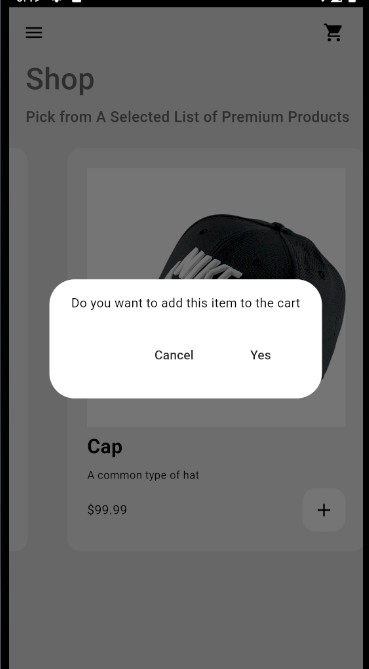 Shop
Pick from A Selected List of Premium Products
Do you want to add this item to the cart
Cancel Yes
Cap
A common type of hat
$99.99
+